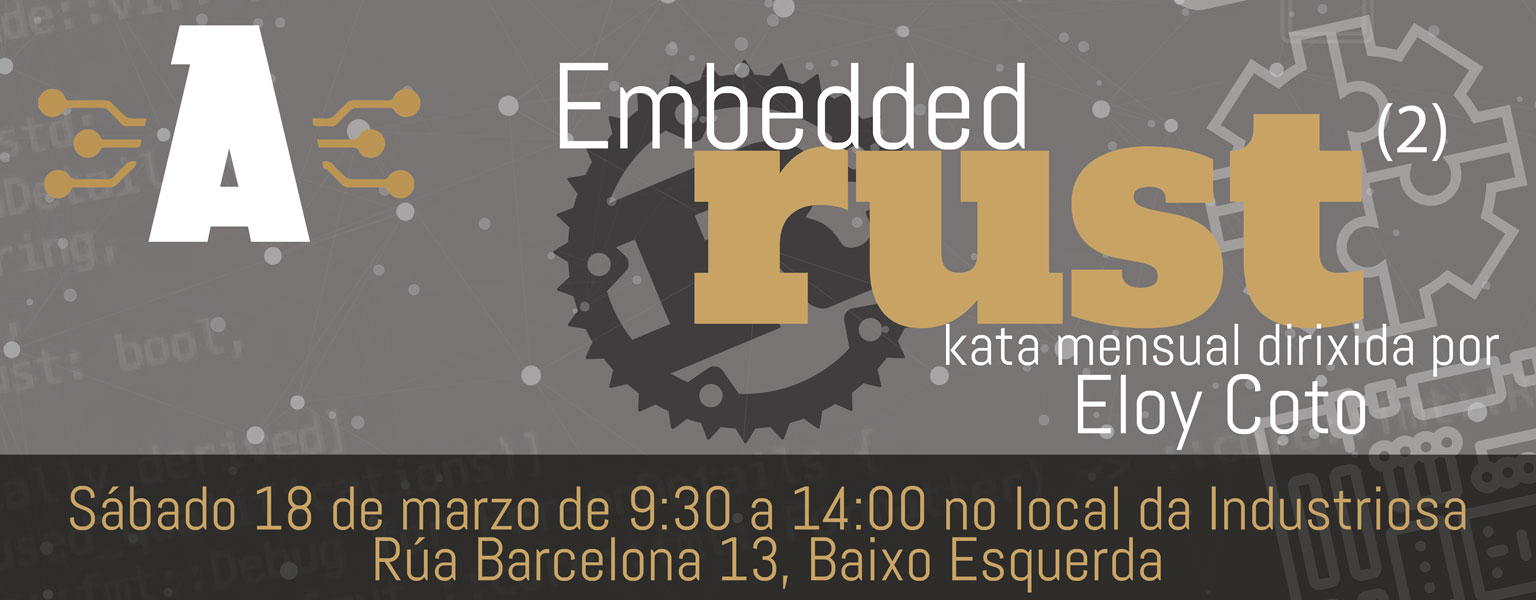 A
Embedded
rust (2)
kata mensual dirixida por
Eloy Coto
Sábado 18 de marzo de 9:30 a 14:00 no local da Industriosa
Rúa Barcelona 13, Baixo Esquerda